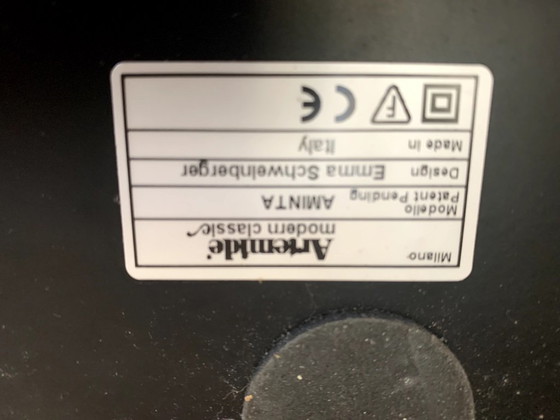 Milano Artemide
modern classic
Modello AMINTA
Patent Pending
Design Emma Schweinberger
Made in Italy
F CE